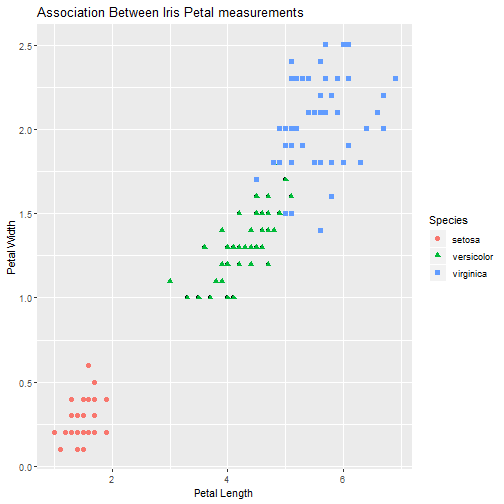 Association Between Iris Petal measurements
2.5
2.0
1.5
1.0
0.5
0.0
Petal Width
2
4
6
Petal Length
Species
setosa
versicolor
virginica